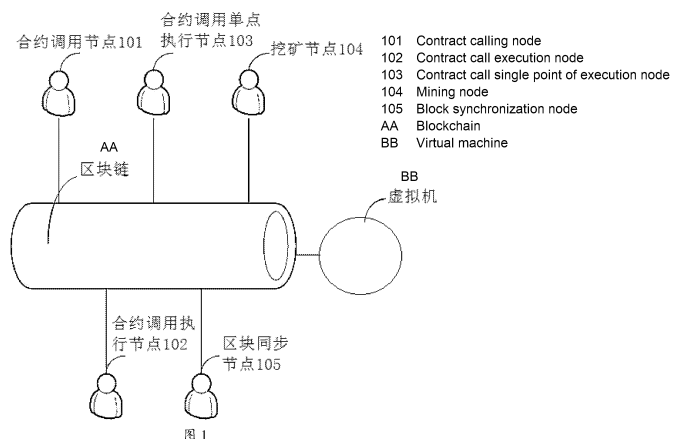 合约调用节点101
合约调用单点
执行节点103
挖矿节点104
101 Contract calling node
102 Contract call execution node
103 Contract call single point of execution node
104 Mining node
105 Block synchronization node
AA Blockchain
BB Virtual machine
AA
区块链
BB
虚拟机
合约调用执
行节点102
区块同步
节点105
图1